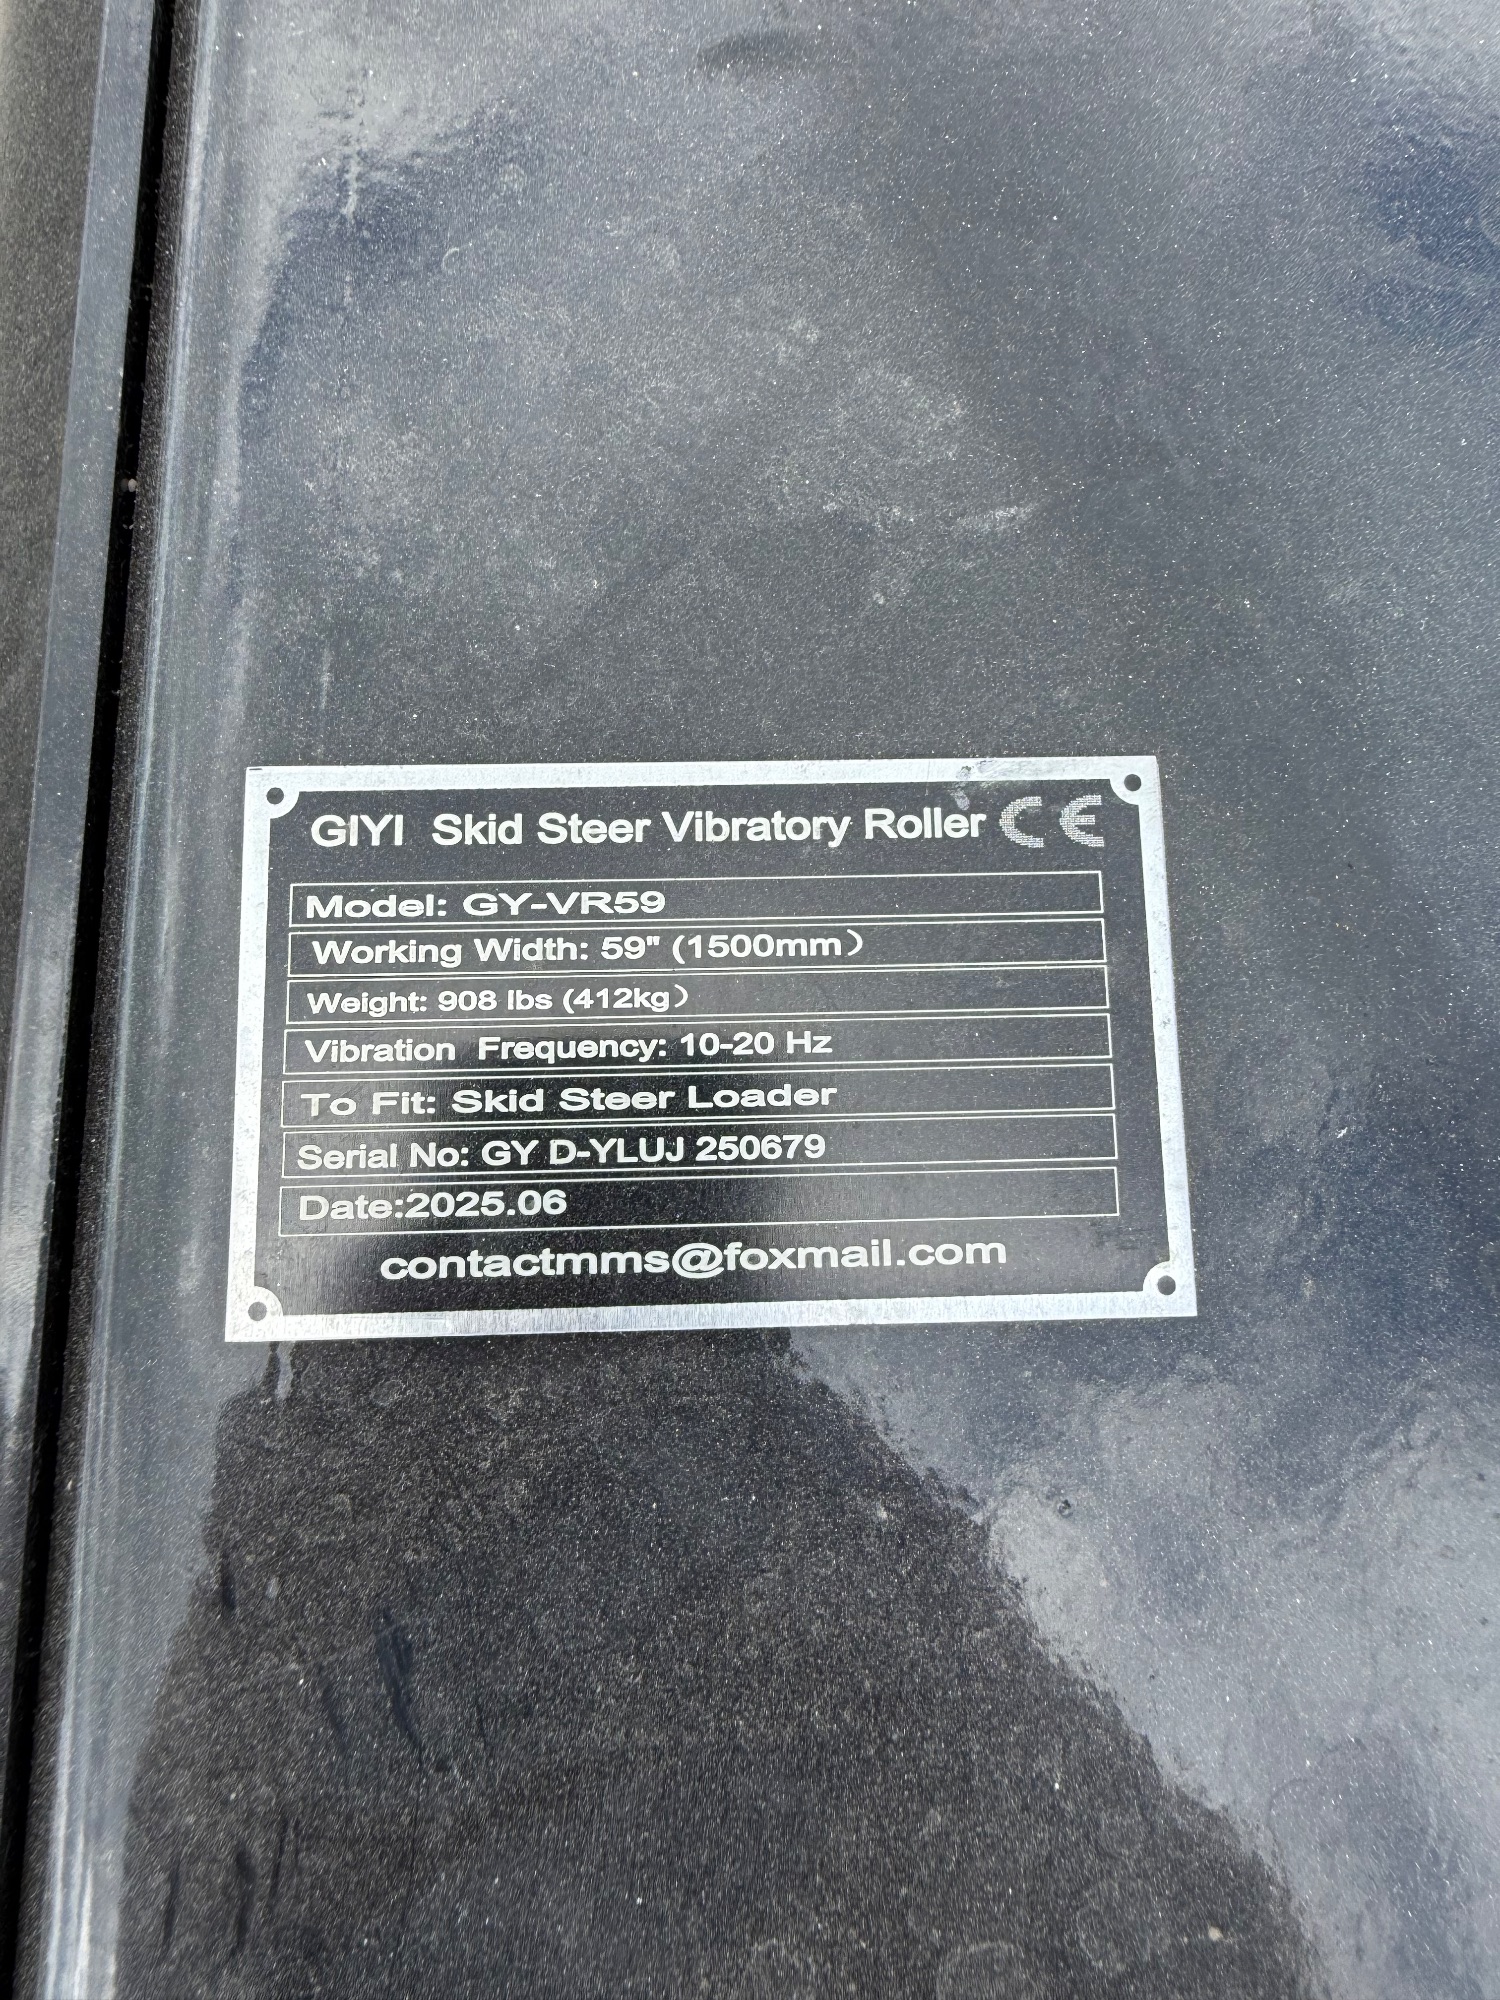 GIYI Skid Steer Vibratory Roller CE
Model: GY-VR59
Working Width: 59" (1500mm）
Weight: 908 lbs (412kg）
Vibration Frequency: 10-20 Hz
To Fit: Skid Steer Loader
Serial No: GY D-YLUJ 250679
Date:2025.06
contactmms@foxmail.com